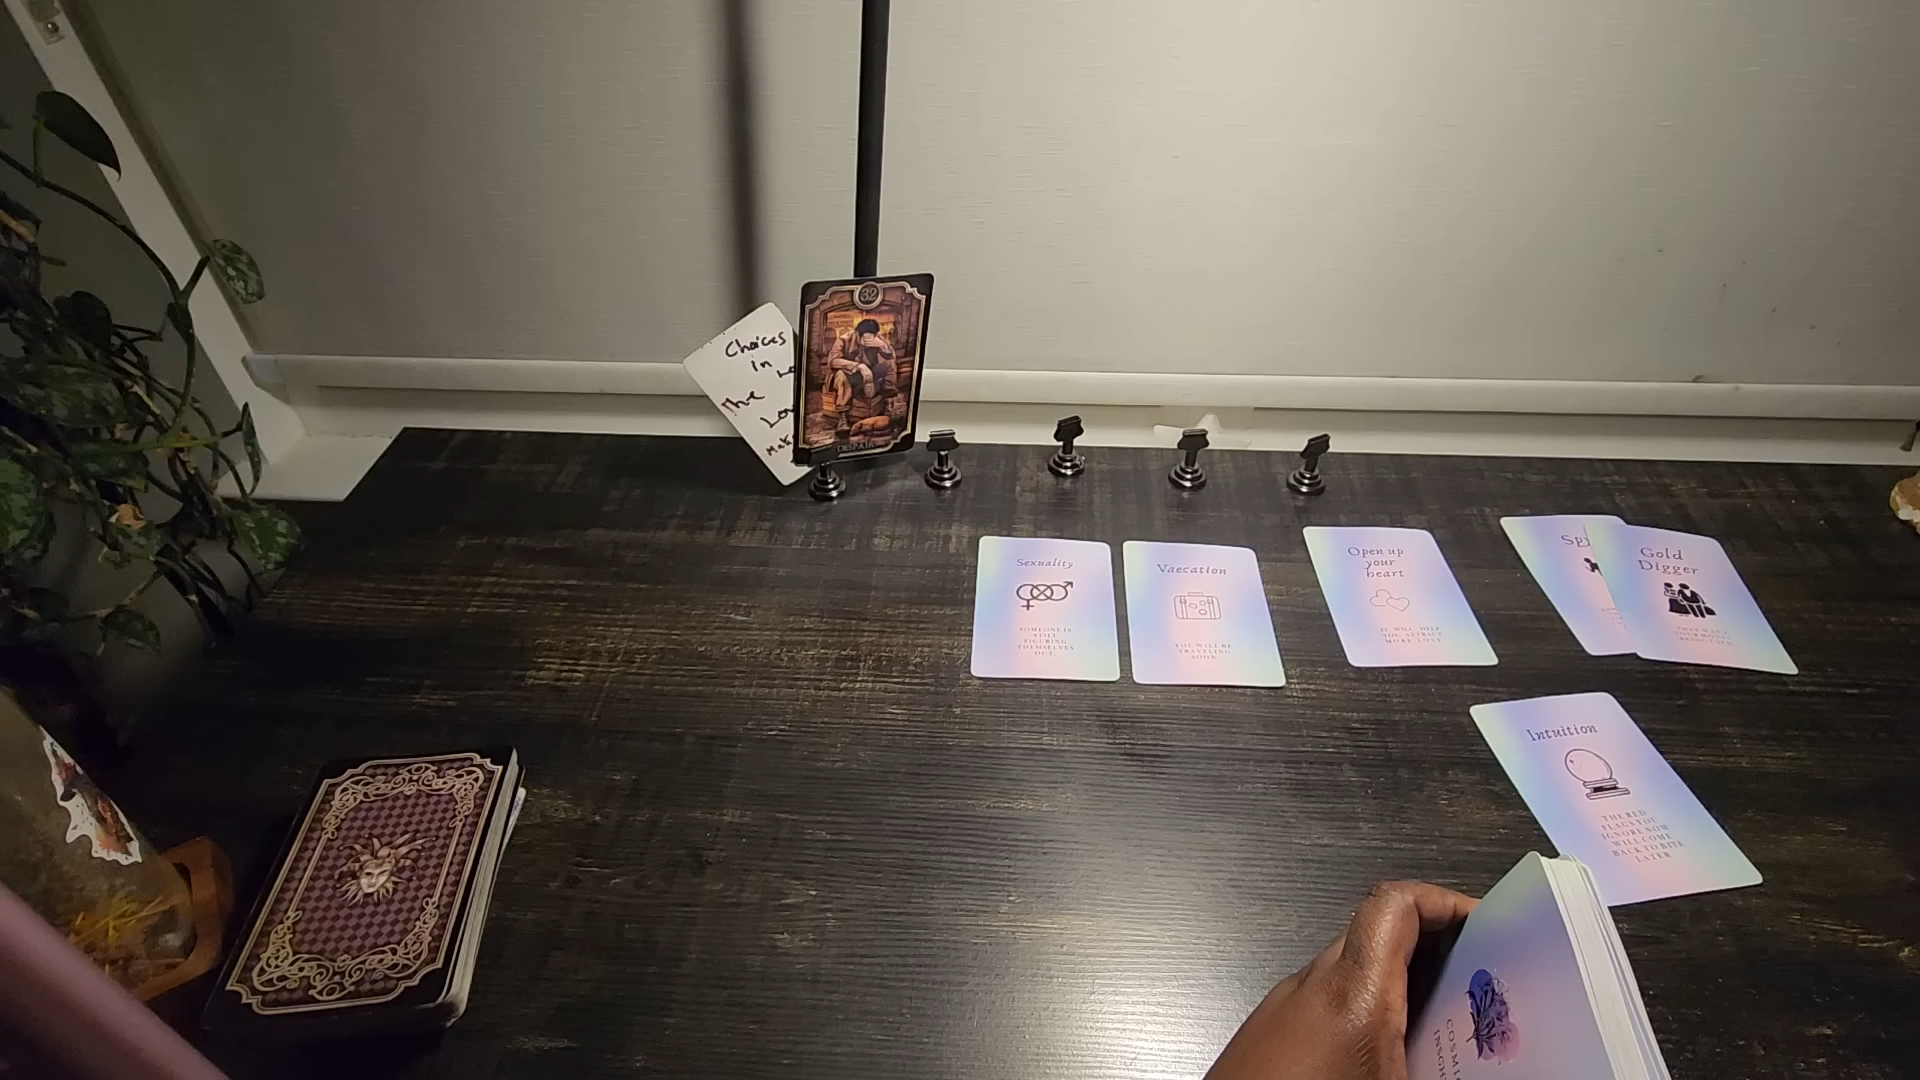 Choices
in
The
32
DESPAIR
Sexuality
SOMEONE IS
STILL
FIGURING
THEMSELVES
OUT.
Vaecation
YOU WILL BE
TRAVELING
SOON
Open up
your
heart
IT WILL HELP
YOU ATTRACT
MORE LOVE
Gold
Digger
Intuition
THE RED
FLAGS YOU
IGNORE NOW
WILL COME
BACK TO BITE
LATER